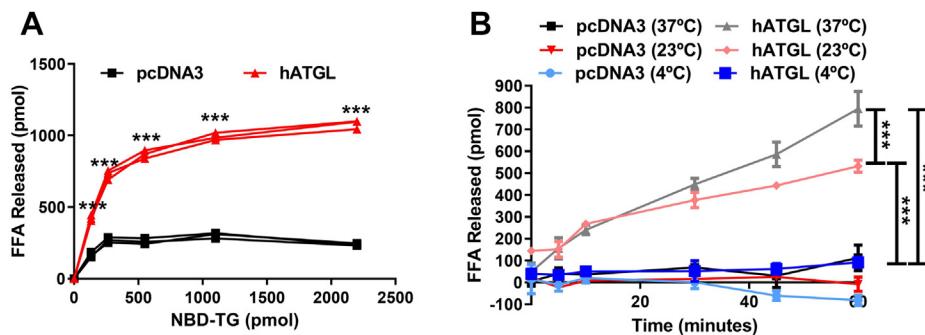 A
1500
1000
500
0
0 500 1000 1500 2000 2500
FFA Released (pmol)
NBD-TG (pmol)
pcDNA3 hATGL
***
***
***
***
***
B
pcDNA3 (37ºC) hATGL (37ºC)
pcDNA3 (23ºC) hATGL (23ºC)
pcDNA3 (4ºC) hATGL (4ºC)
900
800
700
600
500
400
300
200
100
0
-100
20 40 60
FFA Released (pmol)
Time (minutes)
***
***